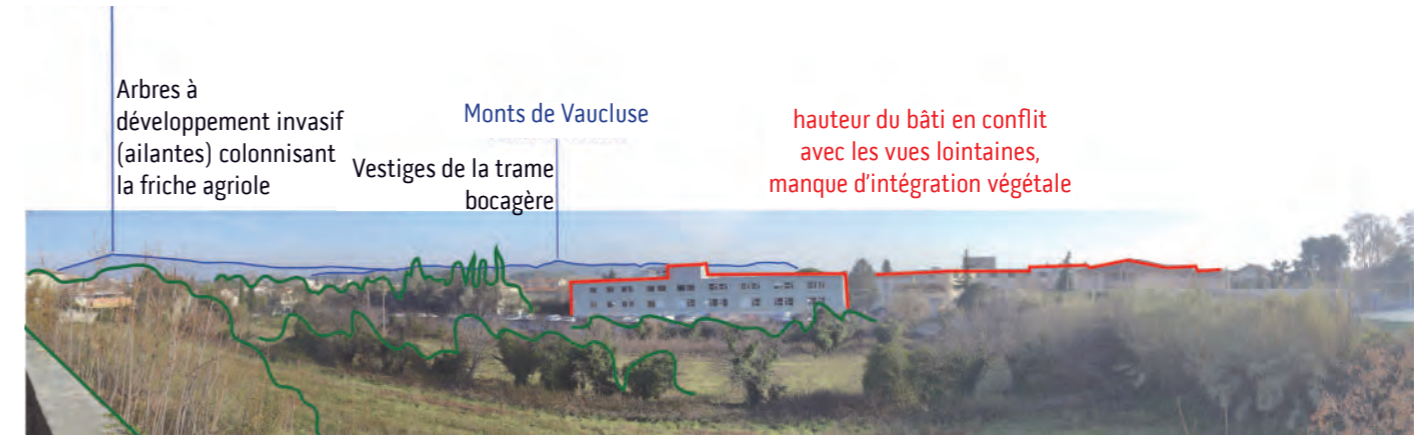 Arbres à
développement invasif
(ailantes) colonnisant
la friche agriole
Vestiges de la trame
bocagère
Monts de Vaucluse
hauteur du bâti en conflit
avec les vues lointaines,
manque d'intégration végétale